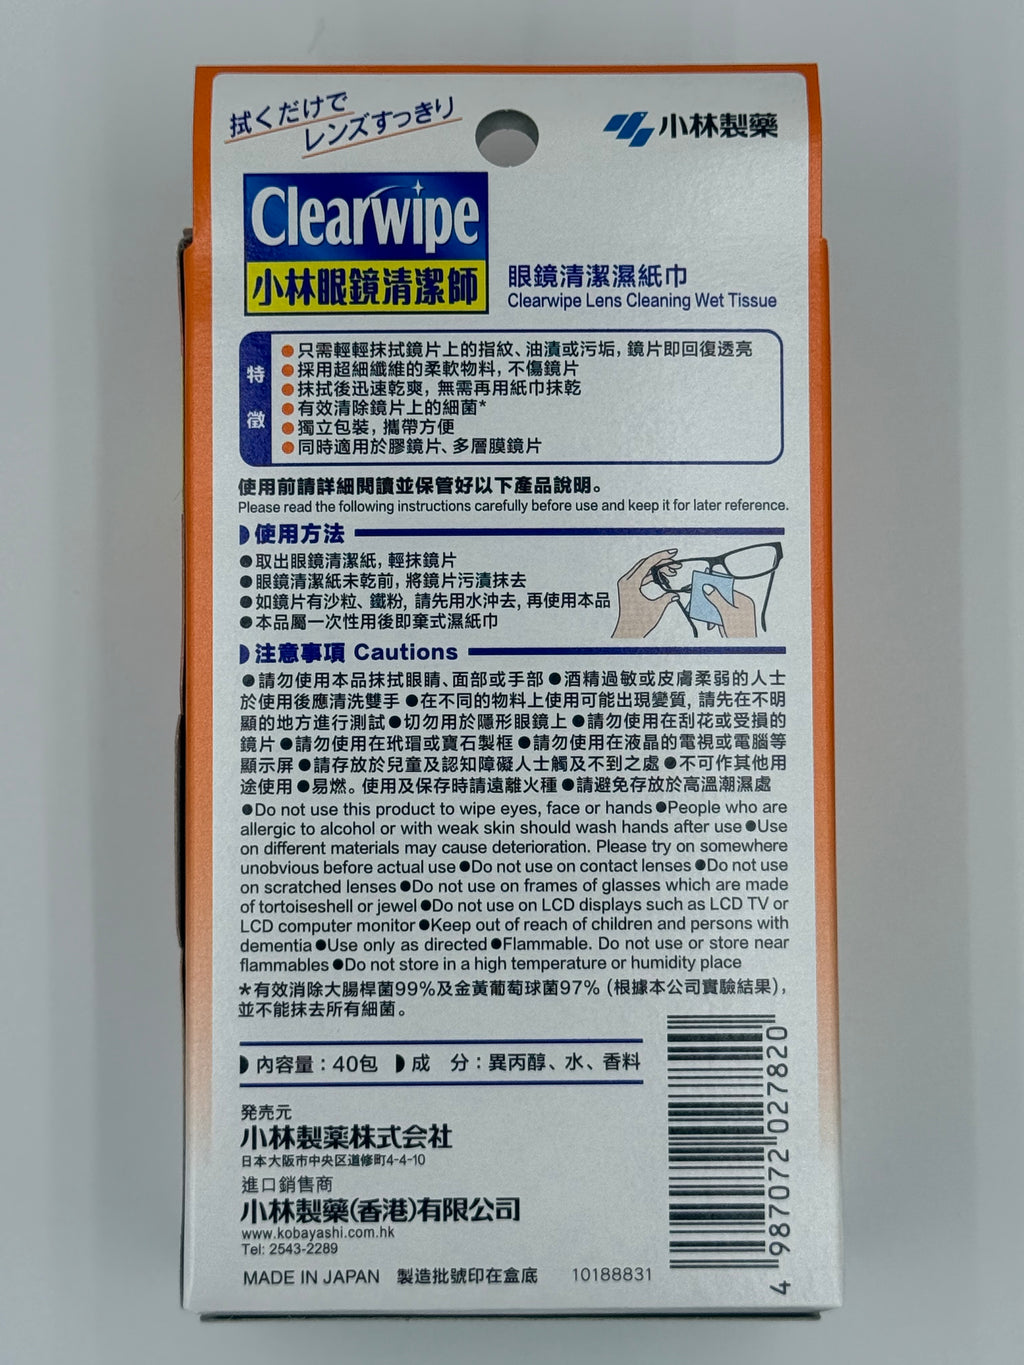 拭くだけで
レンズすっきり
小林製薬
Clearwipe
小林眼鏡清潔師
眼鏡清潔濕紙巾
Clearwipe Lens Cleaning Wet Tissue
特徵
●只需輕輕抹拭鏡片上的指紋、油漬或污垢，鏡片即回復透亮
●採用超細纖維的柔軟物料，不傷鏡片
●抹拭後迅速乾爽，無需再用紙巾抹乾
●有效清除鏡片上的細菌*
●獨立包裝，攜帶方便
●同時適用於膠鏡片、多層膜鏡片
使用前請詳細閱讀並保管好以下產品說明。
Please read the following instructions carefully before use and keep it for later reference.
使用方法
●取出眼鏡清潔紙，輕抹鏡片
●眼鏡清潔紙未乾前，將鏡片污漬抹去
●如鏡片有沙粒、鐵粉，請先用水沖去，再使用本品
●本品屬一次性用後即棄式濕紙巾
注意事項 Cautions
●請勿使用本品抹拭眼睛、面部或手部 ●酒精過敏或皮膚柔弱的人士
於使用後應清洗雙手 ●在不同的物料上使用可能出現變質，請先在不明
顯的地方進行測試 ●切勿用於隱形眼鏡上 ●請勿使用在刮花或受損的
鏡片 ●請勿使用在玳瑁或寶石製框 ●請勿使用在液晶的電視或電腦等
顯示屏 ●請存放於兒童及認知障礙人士觸及不到之處 ●不可作其他用
途使用 ●易燃。使用及保存時請遠離火種 ●請避免存放於高溫潮濕處
●Do not use this product to wipe eyes, face or hands ●People who are
allergic to alcohol or with weak skin should wash hands after use ●Use
on different materials may cause deterioration. Please try on somewhere
unobvious before actual use ●Do not use on contact lenses ●Do not use
on scratched lenses ●Do not use on frames of glasses which are made
of tortoiseshell or jewel ●Do not use on LCD displays such as LCD TV or
LCD computer monitor ●Keep out of reach of children and persons with
dementia ●Use only as directed ●Flammable. Do not use or store near
flammables ●Do not store in a high temperature or humidity place
*有效消除大腸桿菌99%及金黃葡萄球菌97% (根據本公司實驗結果)，
並不能抹去所有細菌。
內容量：40包 成 分：異丙醇、水、香料
発売元
小林製薬株式会社
日本大阪市中央区道修町4-4-10
進口銷售商
小林製藥(香港)有限公司
www.kobayashi.com.hk
Tel: 2543-2289
MADE IN JAPAN 製造批號印在盒底 10188831
4 987072 027820